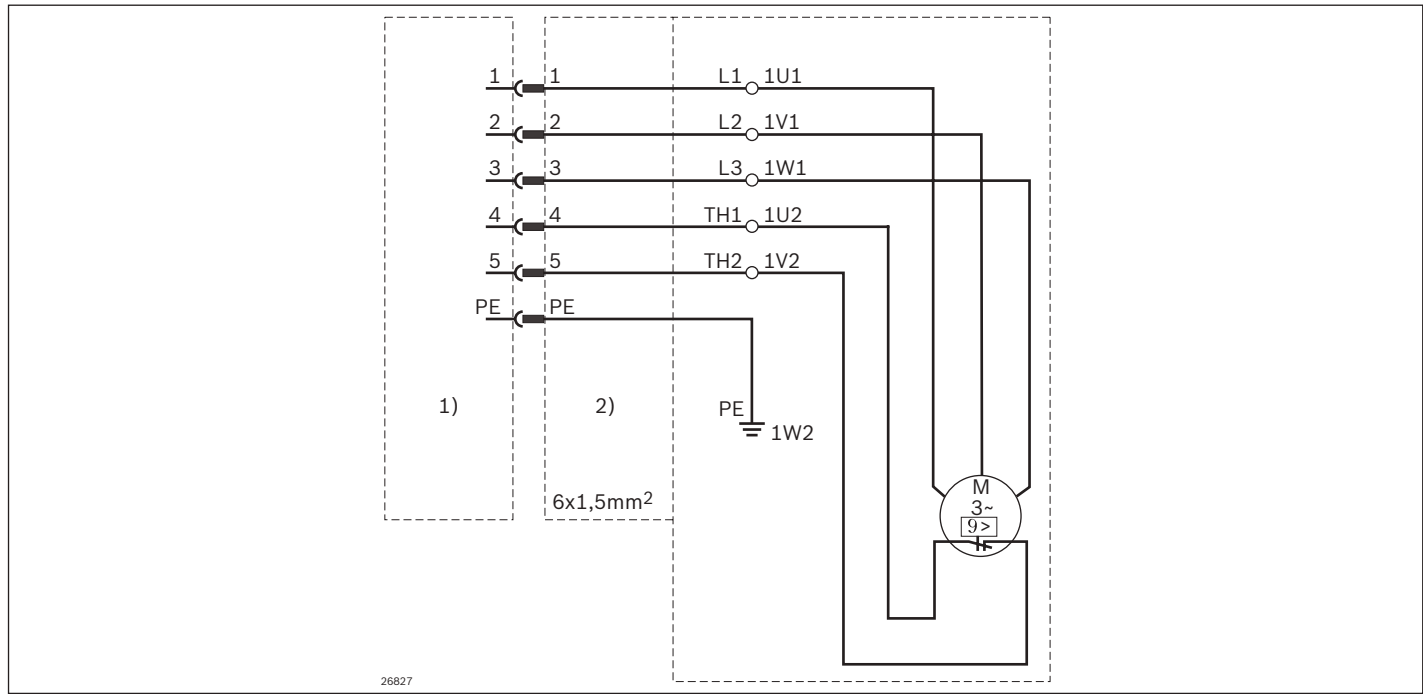 1 1 L1 1U1
2 2 L2 1V1
3 3 L3 1W1
4 4 TH1 1U2
5 5 TH2 1V2
PE PE
1) 2) PE
1W2
6x1,5mm²
M
3~
9>
26827